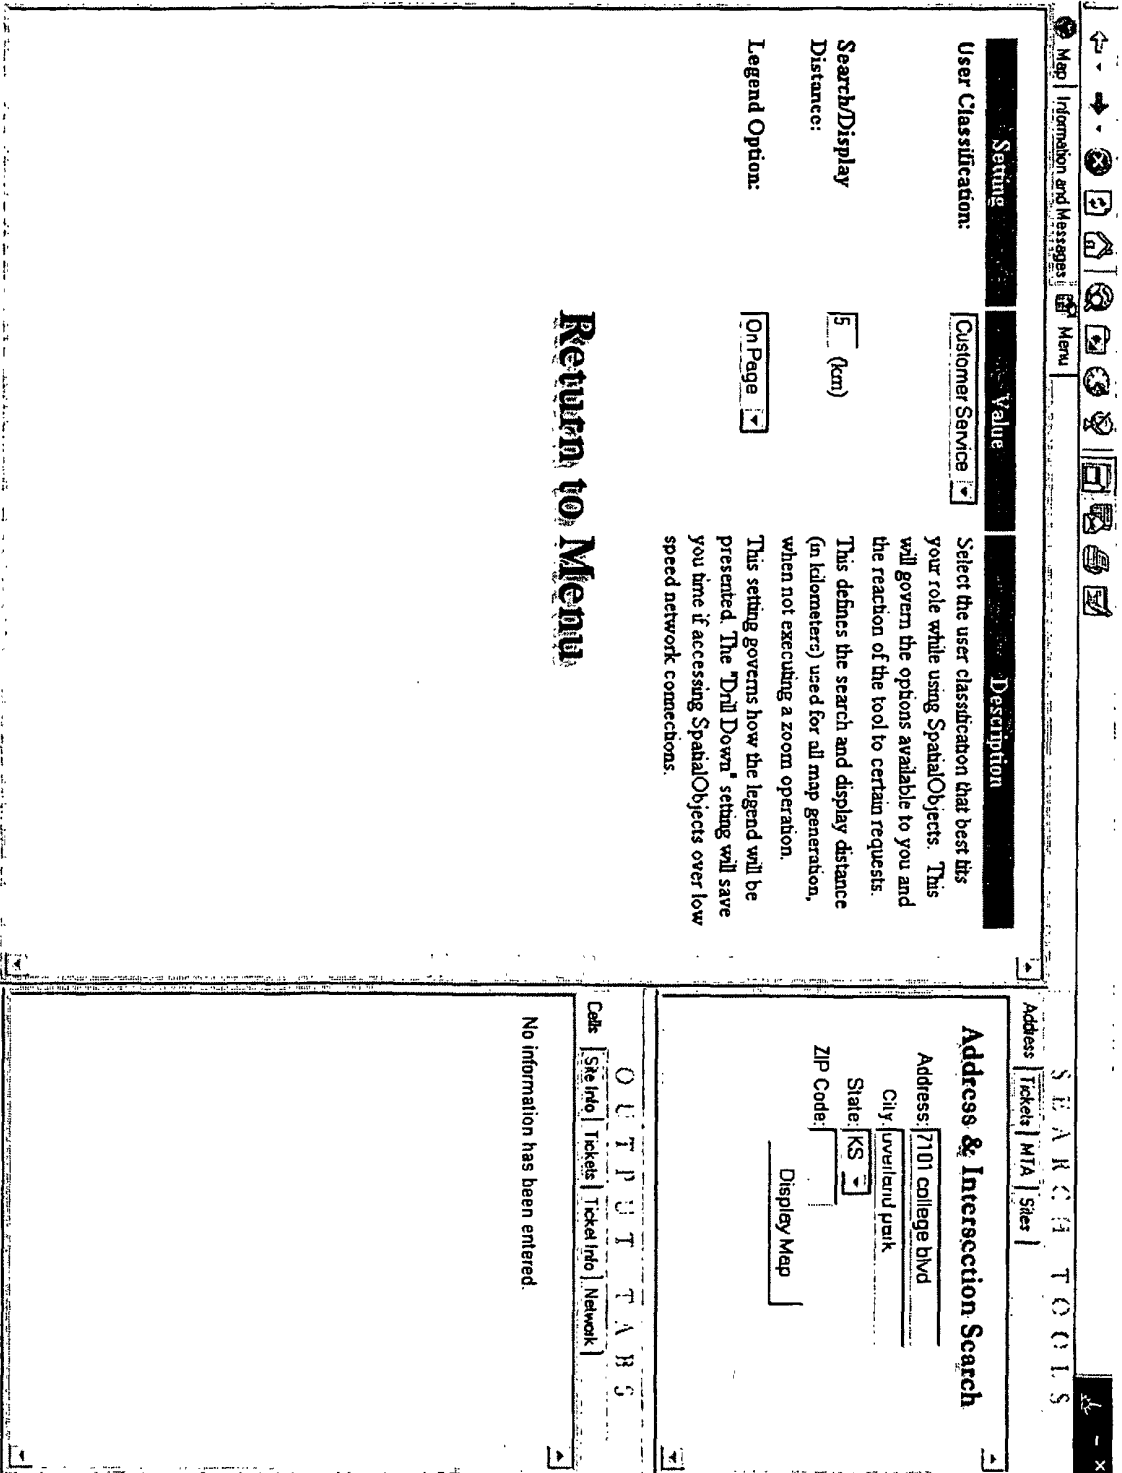 Map | Information and Messages | Menu
Setting Value Description
User Classification:
Customer Service
Select the user classification that best fits
your role while using SpatialObjects. This
will govern the options available to you and
the reaction of the tool to certain requests.
Search/Display
Distance:
5 (km)
This defines the search and display distance
(in kilometers) used for all map generation,
when not executing a zoom operation.
Legend Option:
On Page
This setting governs how the legend will be
presented. The "Drill Down" setting will save
you time if accessing SpatialObjects over low
speed network connections.
Return to Menu
SEARCH TOOLS
Address | Tickets | MTA | Sites
Address & Intersection Search
Address: 7101 college blvd
City: overland park
State: KS
ZIP Code:
Display Map
OUTPUT TABS
Cells | Site Info | Tickets | Ticket Info | Network
No information has been entered.